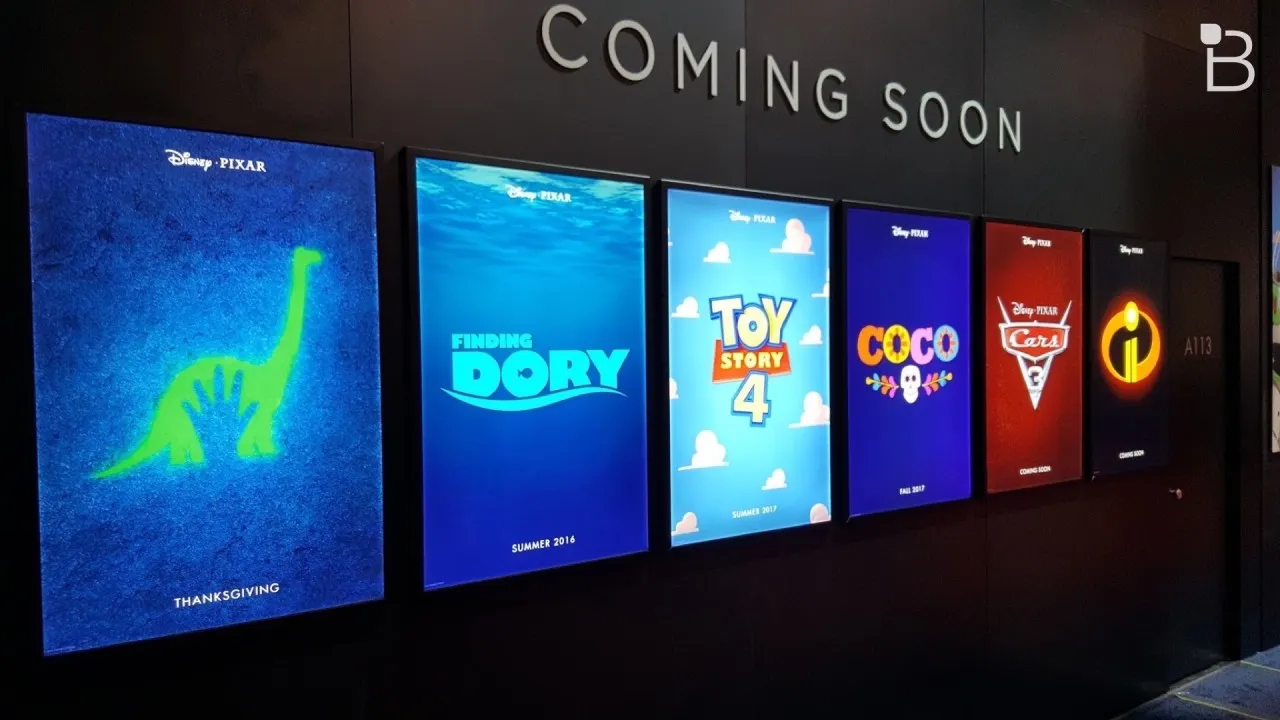 COMING SOON
B
Disney · PIXAR
THANKSGIVING
Disney · PIXAR
FINDING
DORY
SUMMER 2016
Disney · PIXAR
TOY
STORY
4
SUMMER 2017
Disney · PIXAR
COCO
FALL 2017
Disney · PIXAR
Disney · PIXAR
Cars
3
COMING SOON
Disney · PIXAR
i
COMING SOON
A113